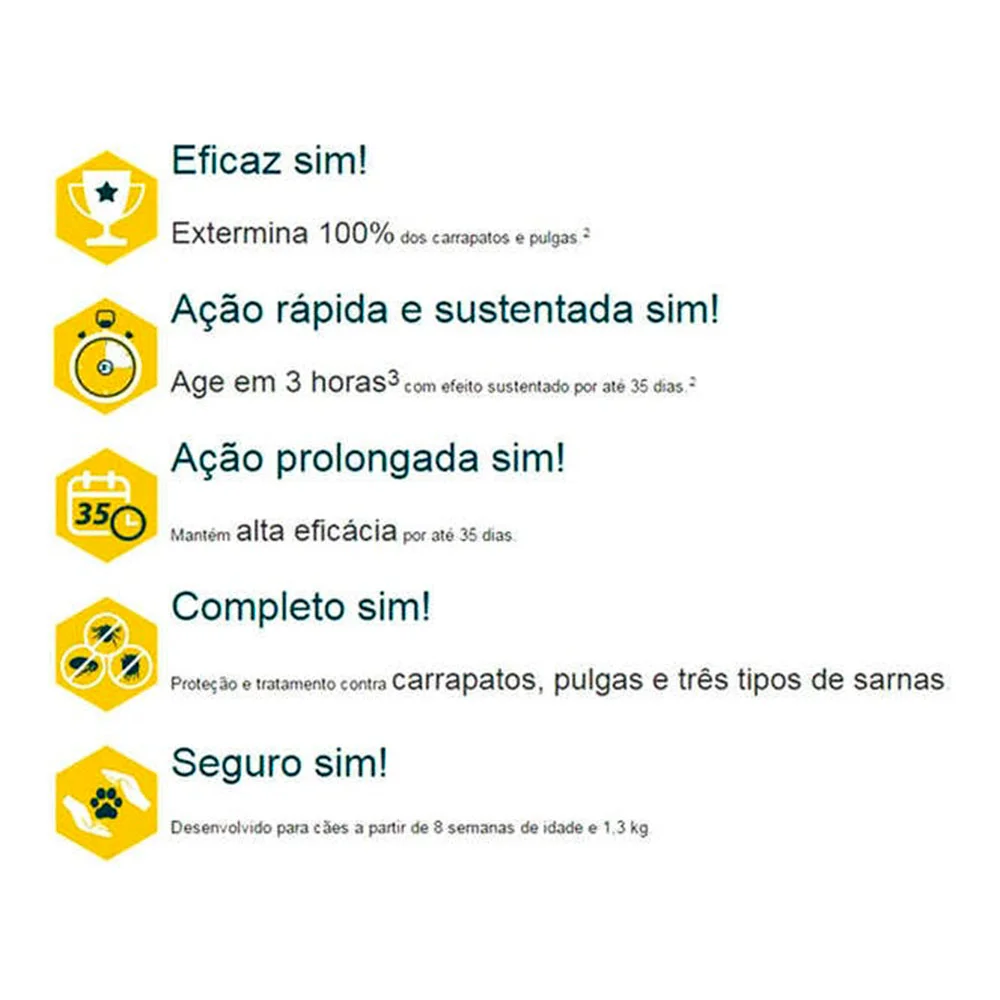 Eficaz sim!
Extermina 100% dos carrapatos e pulgas.²
Ação rápida e sustentada sim!
Age em 3 horas³ com efeito sustentado por até 35 dias.²
Ação prolongada sim!
35
Mantém alta eficácia por até 35 dias.
Completo sim!
Proteção e tratamento contra carrapatos, pulgas e três tipos de sarnas
Seguro sim!
Desenvolvido para cães a partir de 8 semanas de idade e 1,3 kg